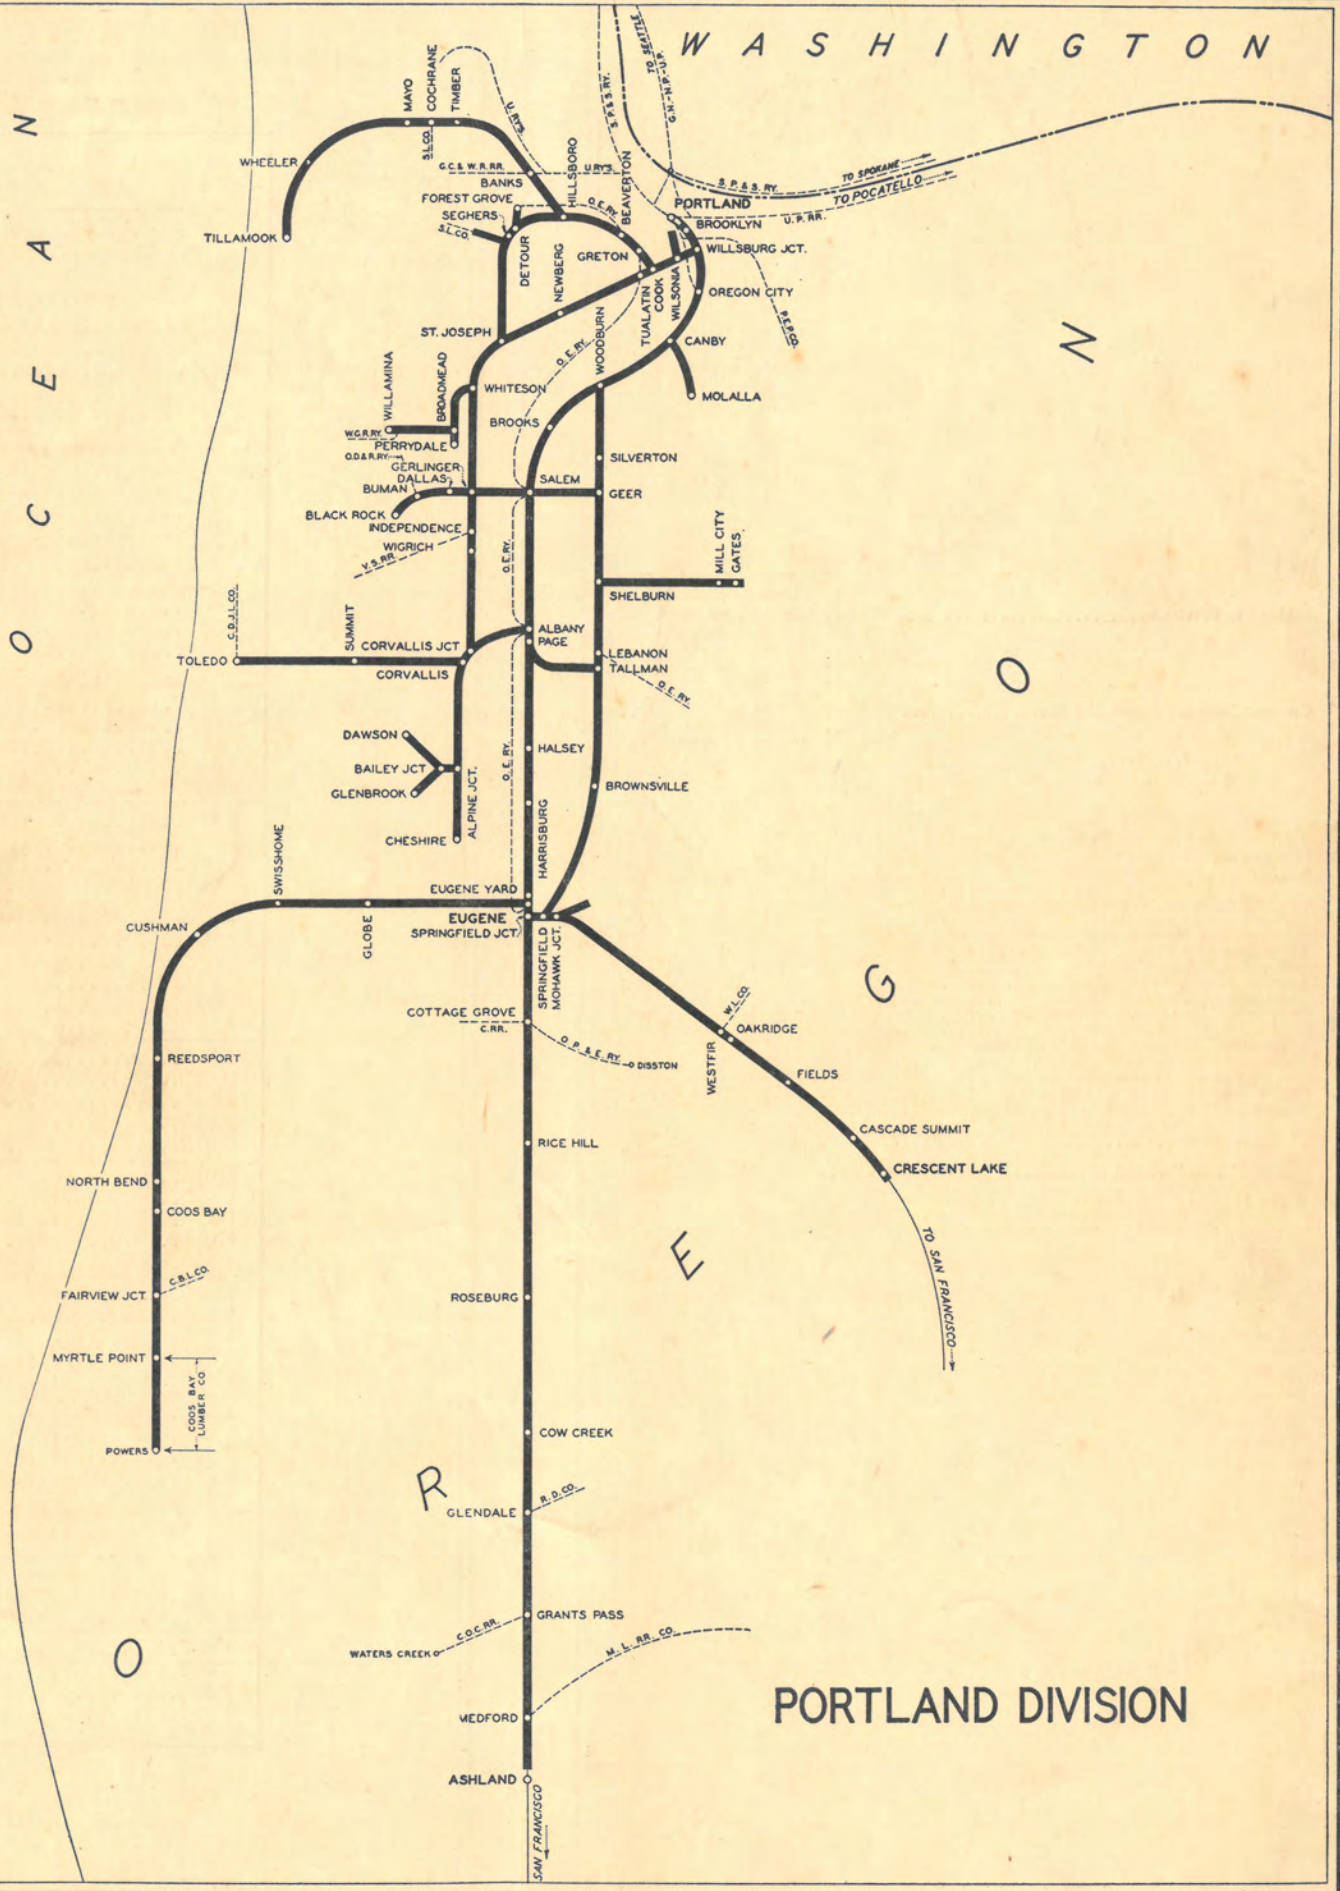 WASHINGTON
OCEAN
OREGON
TO SEATTLE
G.N.-N.P.-U.P.
S.P.& S. RY.
S.P. & S. RY.
TO SPOKANE
TO POCATELLO
U.P. RR.
MAYO
COCHRANE
TIMBER
S.L.CO.
U. RYS.
WHEELER
G.C.& W.R.RR.
URY'S
BANKS
HILLSBORO
BEAVERTON
FOREST GROVE
O.E.RY.
SEGHERS
S.L.CO.
TILLAMOOK
DETOUR
NEWBERG
GRETON
PORTLAND
BROOKLYN
WILLSBURG JCT.
TUALATIN
COOK
WILSONIA
OREGON CITY
P.E.P.CO.
ST. JOSEPH
O. E. RY.
WOODBURN
CANBY
MOLALLA
WILLAMINA
BROADMEAD
WHITESON
W.G.R.RY.
PERRYDALE
BROOKS
O.D.& R.RY.
GERLINGER
DALLAS
BUMAN
SALEM
SILVERTON
GEER
BLACK ROCK
INDEPENDENCE
WIGRICH
V.S.RR.
O.E.RY.
MILL CITY
GATES
SHELBURN
C.D.J.L.CO.
SUMMIT
TOLEDO
CORVALLIS JCT
CORVALLIS
ALBANY
PAGE
LEBANON
TALLMAN
O.E.RY.
DAWSON
BAILEY JCT
GLENBROOK
CHESHIRE
ALPINE JCT.
O.E.RY.
HALSEY
BROWNSVILLE
HARRISBURG
SWISSHOME
EUGENE YARD
EUGENE
SPRINGFIELD JCT.
CUSHMAN
GLOBE
SPRINGFIELD
MOHAWK JCT.
COTTAGE GROVE
C.RR.
O.P.& E.RY.
DISSTON
W.L.CO.
OAKRIDGE
WESTFIR
FIELDS
REEDSPORT
CASCADE SUMMIT
CRESCENT LAKE
RICE HILL
TO SAN FRANCISCO
NORTH BEND
COOS BAY
C.B.L.CO.
FAIRVIEW JCT.
ROSEBURG
MYRTLE POINT
COOS BAY
LUMBER CO
POWERS
COW CREEK
R.D.CO.
GLENDALE
GRANTS PASS
C.O.C.RR.
WATERS CREEK
M. L. RR. CO.
MEDFORD
ASHLAND
SAN FRANCISCO
PORTLAND DIVISION